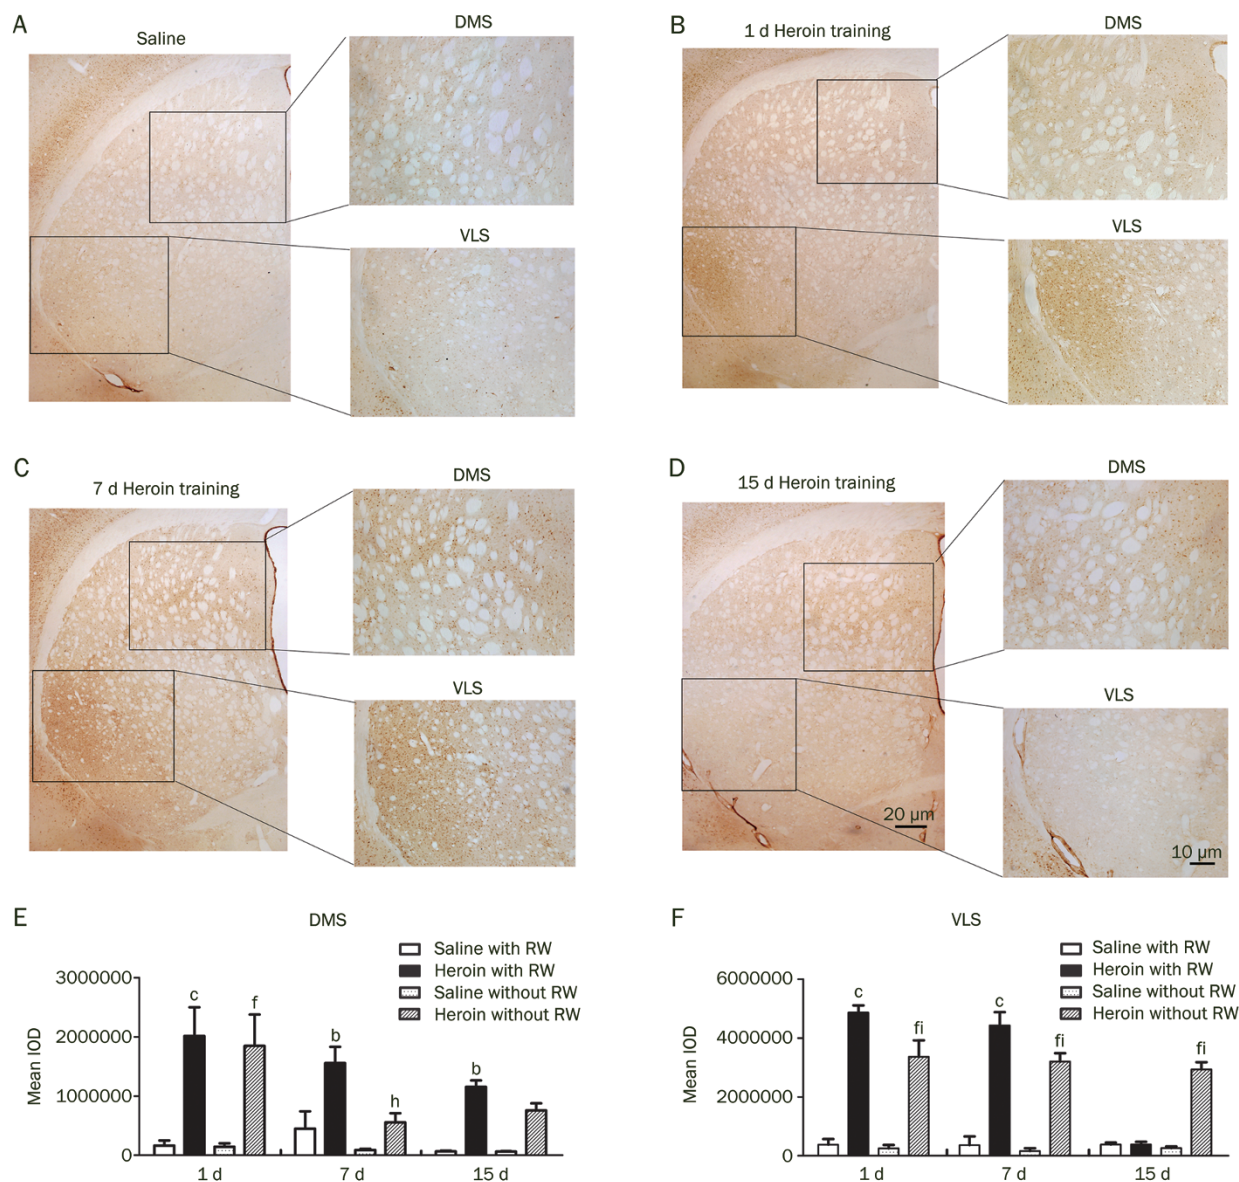 A
Saline
DMS
VLS
B
1 d Heroin training
DMS
VLS
C
7 d Heroin training
DMS
VLS
D
15 d Heroin training
DMS
VLS
20 µm
10 µm
E
DMS
Saline with RW
Heroin with RW
Saline without RW
Heroin without RW
Mean IOD
3000000
2000000
1000000
0
c
f
b
h
b
1 d
7 d
15 d
F
VLS
Saline with RW
Heroin with RW
Saline without RW
Heroin without RW
Mean IOD
6000000
4000000
2000000
0
c
fi
c
fi
fi
1 d
7 d
15 d